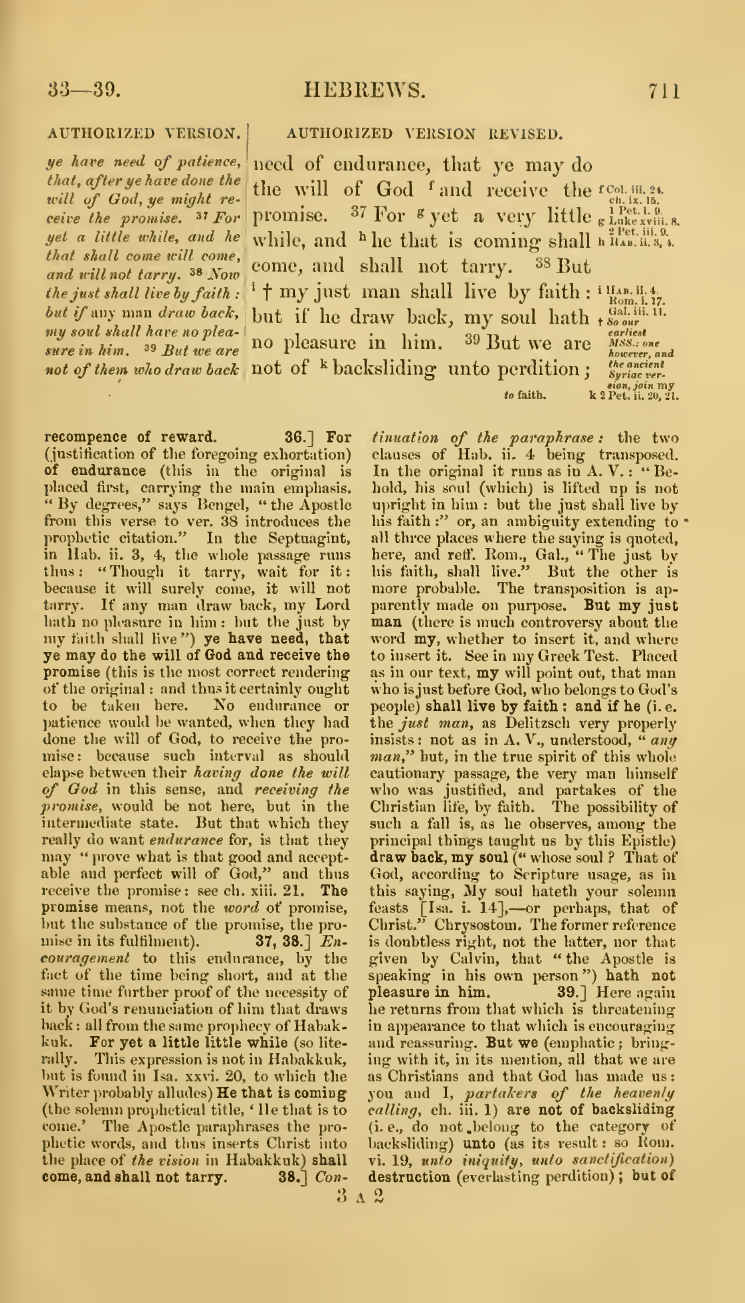 33—39.
HEBREWS.
711
AUTHORIZED VERSION.
ye have need of patience,
that, after ye have done the
will of God, ye might re-
ceive the promise. 37 For
yet a little while, and he
that shall come will come,
and will not tarry. 38 Now
the just shall live by faith :
but if any man draw back,
my soul shall have no plea-
sure in him. 39 But we are
not of them who draw back
AUTHORIZED VERSION REVISED.
need of endurance, that ye may do
the will of God f and receive the
promise. 37 For g yet a very little
while, and h he that is coming shall
come, and shall not tarry. 38 But
i † my just man shall live by faith :
but if he draw back, my soul hath
no pleasure in him. 39 But we are
not of k backsliding unto perdition ;
f Col. iii. 24.
ch. ix. 15.
1 Pet. i. 9.
g Luke xviii. 8.
2 Pet. iii. 9.
h HAB. ii. 3, 4.
i HAB. ii. 4.
Rom. i. 17.
Gal. iii. 11.
† So our
earliest
MSS.: one
however, and
the ancient
Syriac ver-
sion, join my
to faith.
k 2 Pet. ii. 20, 21.
recompence of reward. 36.] For
(justification of the foregoing exhortation)
of endurance (this in the original is
placed first, carrying the main emphasis.
“ By degrees,” says Bengel, “ the Apostle
from this verse to ver. 38 introduces the
prophetic citation.” In the Septuagint,
in Hab. ii. 3, 4, the whole passage runs
thus : “Though it tarry, wait for it :
because it will surely come, it will not
tarry. If any man draw back, my Lord
hath no pleasure in him : but the just by
my faith shall live”) ye have need, that
ye may do the will of God and receive the
promise (this is the most correct rendering
of the original : and thus it certainly ought
to be taken here. No endurance or
patience would be wanted, when they had
done the will of God, to receive the pro-
mise : because such interval as should
elapse between their having done the will
of God in this sense, and receiving the
promise, would be not here, but in the
intermediate state. But that which they
really do want endurance for, is that they
may “ prove what is that good and accept-
able and perfect will of God,” and thus
receive the promise : see ch. xiii. 21. The
promise means, not the word of promise,
but the substance of the promise, the pro-
mise in its fulfilment). 37, 38.] En-
couragement to this endurance, by the
fact of the time being short, and at the
same time further proof of the necessity of
it by God’s renunciation of him that draws
back : all from the same prophecy of Habak-
kuk. For yet a little little while (so lite-
rally. This expression is not in Habakkuk,
but is found in Isa. xxvi. 20, to which the
Writer probably alludes) He that is coming
(the solemn prophetical title, ‘ He that is to
come.’ The Apostle paraphrases the pro-
phetic words, and thus inserts Christ into
the place of the vision in Habakkuk) shall
come, and shall not tarry. 38.] Con-
tinuation of the paraphrase : the two
clauses of Hab. ii. 4 being transposed.
In the original it runs as in A. V. : “ Be-
hold, his soul (which) is lifted up is not
upright in him : but the just shall live by
his faith :” or, an ambiguity extending to
all three places where the saying is quoted,
here, and reff. Rom., Gal., “ The just by
his faith, shall live.” But the other is
more probable. The transposition is ap-
parently made on purpose. But my just
man (there is much controversy about the
word my, whether to insert it, and where
to insert it. See in my Greek Test. Placed
as in our text, my will point out, that man
who is just before God, who belongs to God’s
people) shall live by faith : and if he (i. e.
the just man, as Delitzsch very properly
insists : not as in A. V., understood, “ any
man,” but, in the true spirit of this whole
cautionary passage, the very man himself
who was justified, and partakes of the
Christian life, by faith. The possibility of
such a fall is, as he observes, among the
principal things taught us by this Epistle)
draw back, my soul (“ whose soul ? That of
God, according to Scripture usage, as in
this saying, My soul hateth your solemn
feasts [Isa. i. 14],—or perhaps, that of
Christ.” Chrysostom. The former reference
is doubtless right, not the latter, nor that
given by Calvin, that “ the Apostle is
speaking in his own person”) hath not
pleasure in him. 39.] Here again
he returns from that which is threatening
in appearance to that which is encouraging
and reassuring. But we (emphatic ; bring-
ing with it, in its mention, all that we are
as Christians and that God has made us :
you and I, partakers of the heavenly
calling, ch. iii. 1) are not of backsliding
(i. e., do not belong to the category of
backsliding) unto (as its result : so Rom.
vi. 19, unto iniquity, unto sanctification)
destruction (everlasting perdition) ; but of
3 A 2